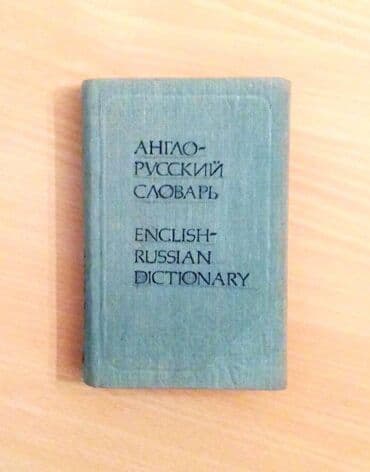 АНГЛО-
РУССКИЙ
СЛОВАРЬ
ENGLISH-
RUSSIAN
DICTIONARY